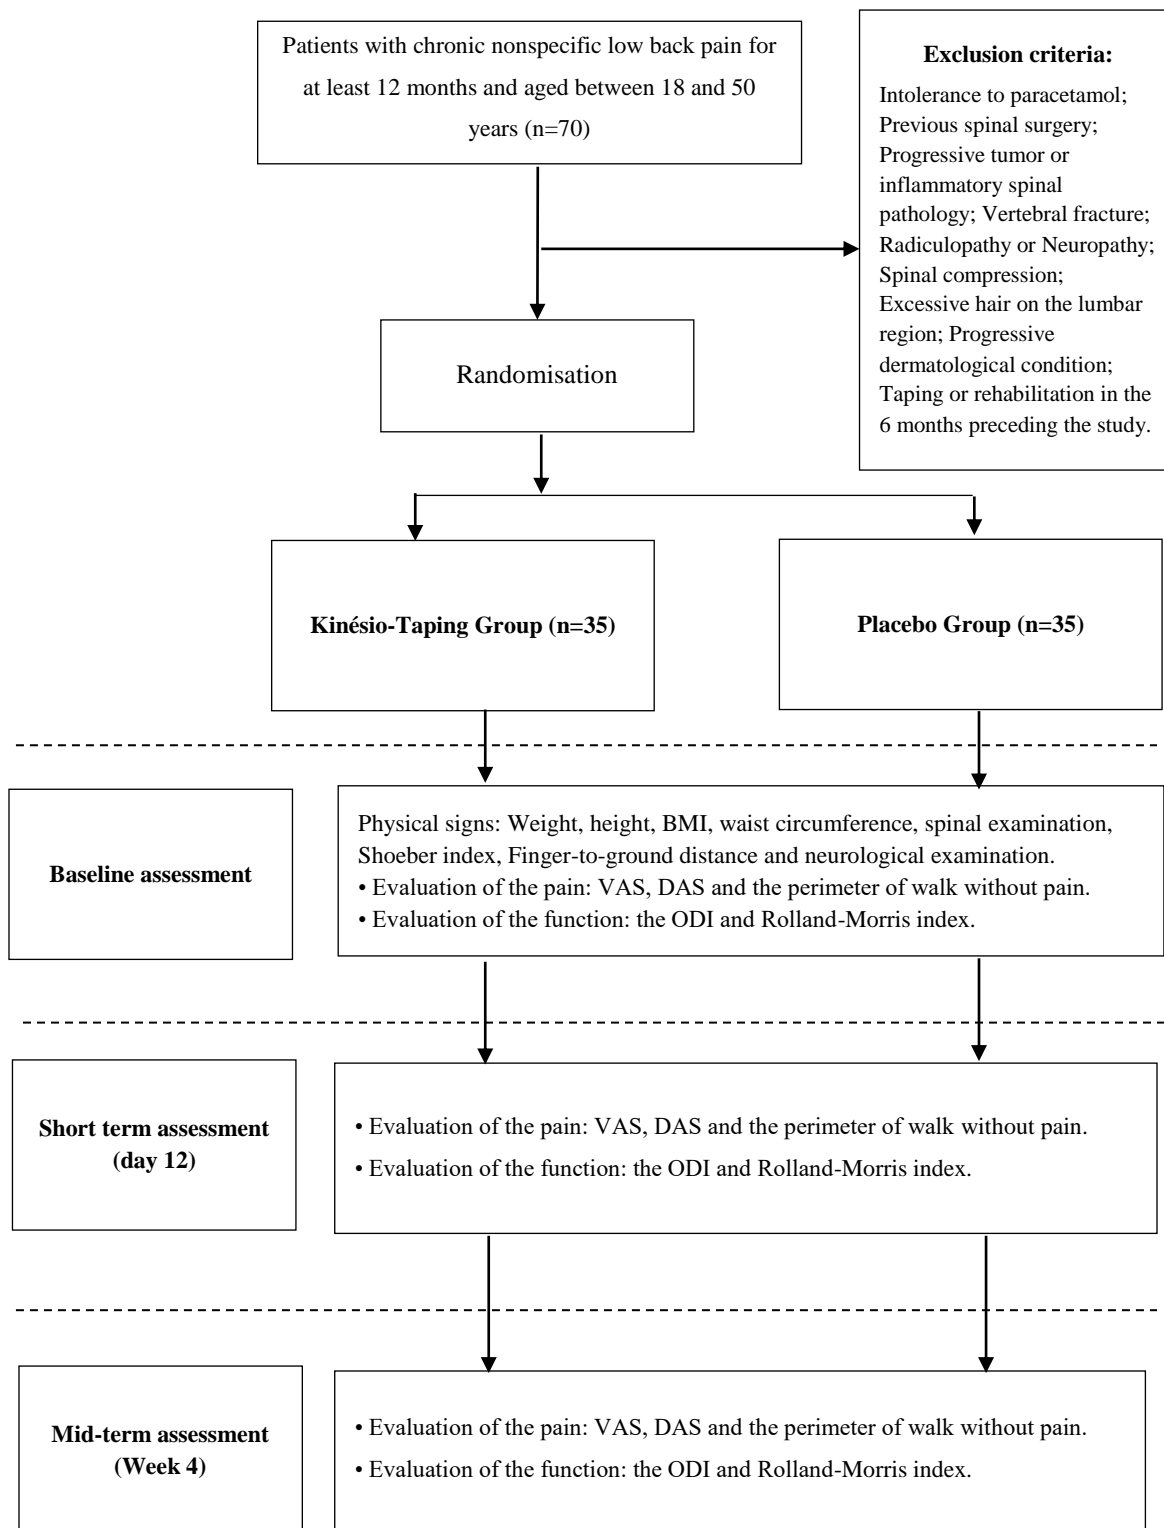 Patients with chronic nonspecific low back pain for
at least 12 months and aged between 18 and 50
years (n=70)
Exclusion criteria:
Intolerance to paracetamol;
Previous spinal surgery;
Progressive tumor or
inflammatory spinal
pathology; Vertebral fracture;
Radiculopathy or Neuropathy;
Spinal compression;
Excessive hair on the lumbar
region; Progressive
dermatological condition;
Taping or rehabilitation in the
6 months preceding the study.
Randomisation
Kinésio-Taping Group (n=35)
Placebo Group (n=35)
Baseline assessment
Physical signs: Weight, height, BMI, waist circumference, spinal examination,
Shoeber index, Finger-to-ground distance and neurological examination.
• Evaluation of the pain: VAS, DAS and the perimeter of walk without pain.
• Evaluation of the function: the ODI and Rolland-Morris index.
Short term assessment
(day 12)
• Evaluation of the pain: VAS, DAS and the perimeter of walk without pain.
• Evaluation of the function: the ODI and Rolland-Morris index.
Mid-term assessment
(Week 4)
• Evaluation of the pain: VAS, DAS and the perimeter of walk without pain.
• Evaluation of the function: the ODI and Rolland-Morris index.